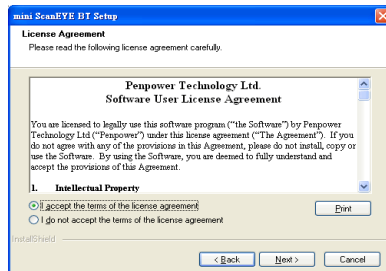 mini ScanEYE BT Setup
License Agreement
Please read the following license agreement carefully.
Penpower Technology Ltd.
Software User License Agreement
You are licensed to legally use this software program ("the Software") by Penpower
Technology Ltd ("Penpower") under this license agreement ("The Agreement"). If you
do not agree with any of the provisions in this Agreement, please do not install, copy or
use the Software. By using the Software, you are deemed to fully understand and
accept the provisions of this Agreement.
1. Intellectual Property
I accept the terms of the license agreement
Print
I do not accept the terms of the license agreement
InstallShield
< Back
Next >
Cancel